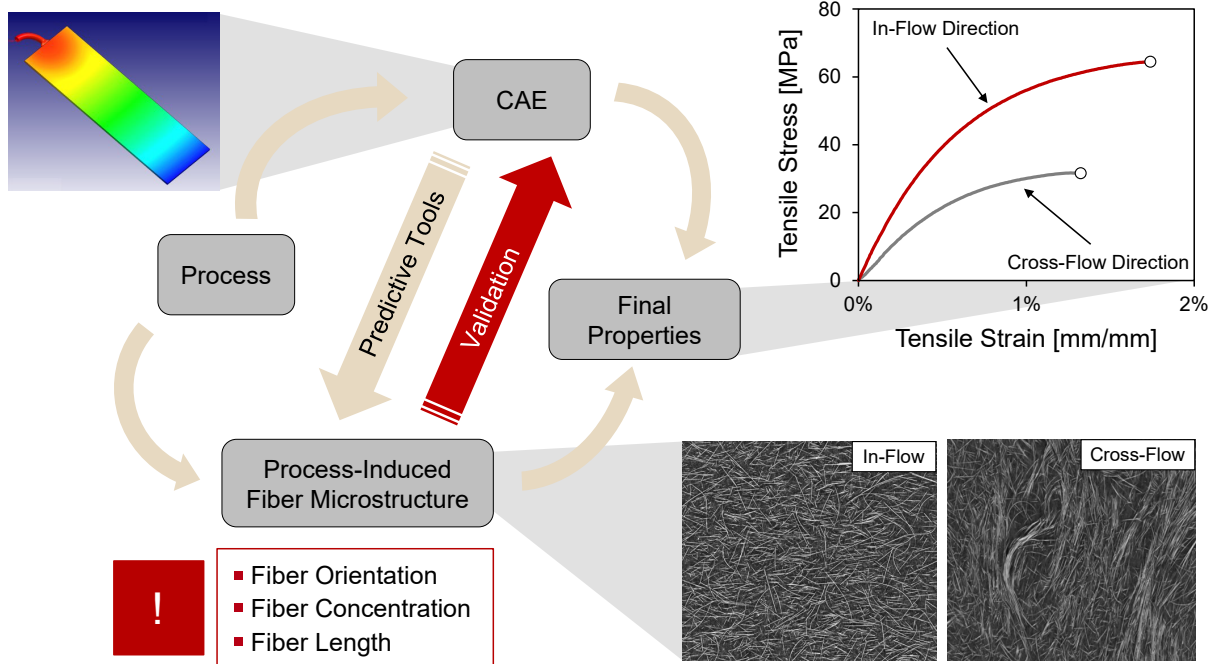 CAE
Process
Predictive Tools
Validation
Final
Properties
Process-Induced
Fiber Microstructure
!
Fiber Orientation
Fiber Concentration
Fiber Length
Tensile Stress [MPa]
80
60
40
20
0
In-Flow Direction
Cross-Flow Direction
0%
1%
2%
Tensile Strain [mm/mm]
In-Flow
Cross-Flow